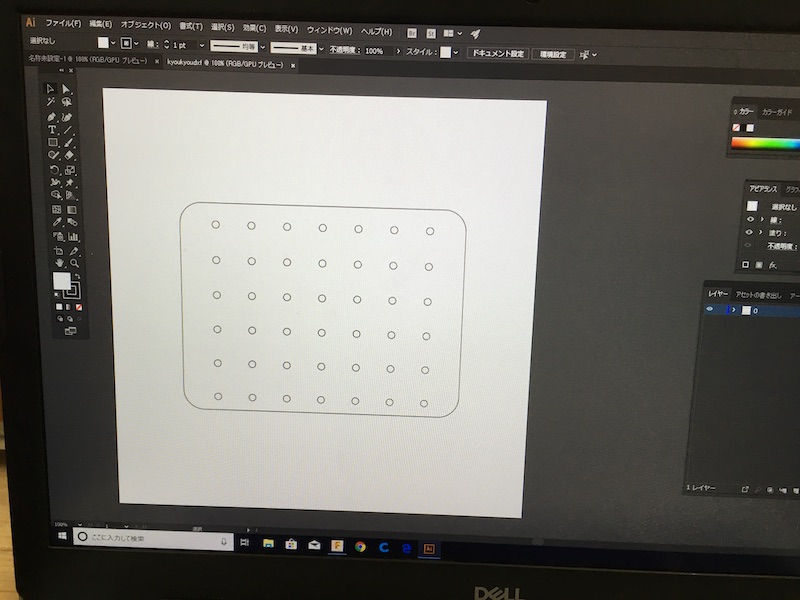 Ai ファイル(F) 編集(E) オブジェクト(O) 書式(T) 選択(S) 効果(C) 表示(V) ウィンドウ(W) ヘルプ(H) Br St
選択なし 線: 1 pt 均等 基本 不透明度: 100% スタイル: ドキュメント設定 環境設定
名称未設定-1 @ 100% (RGB/GPU プレビュー) × kyoukyou.dxf @ 100% (RGB/GPU プレビュー) ×
カラー カラーガイド
アピアランス
選択なし
線:
塗り:
不透明度:
fx.
レイヤー アセットの書き出し
0
1 レイヤー
100% 1 選択
ここに入力して検索
Ai
DELL